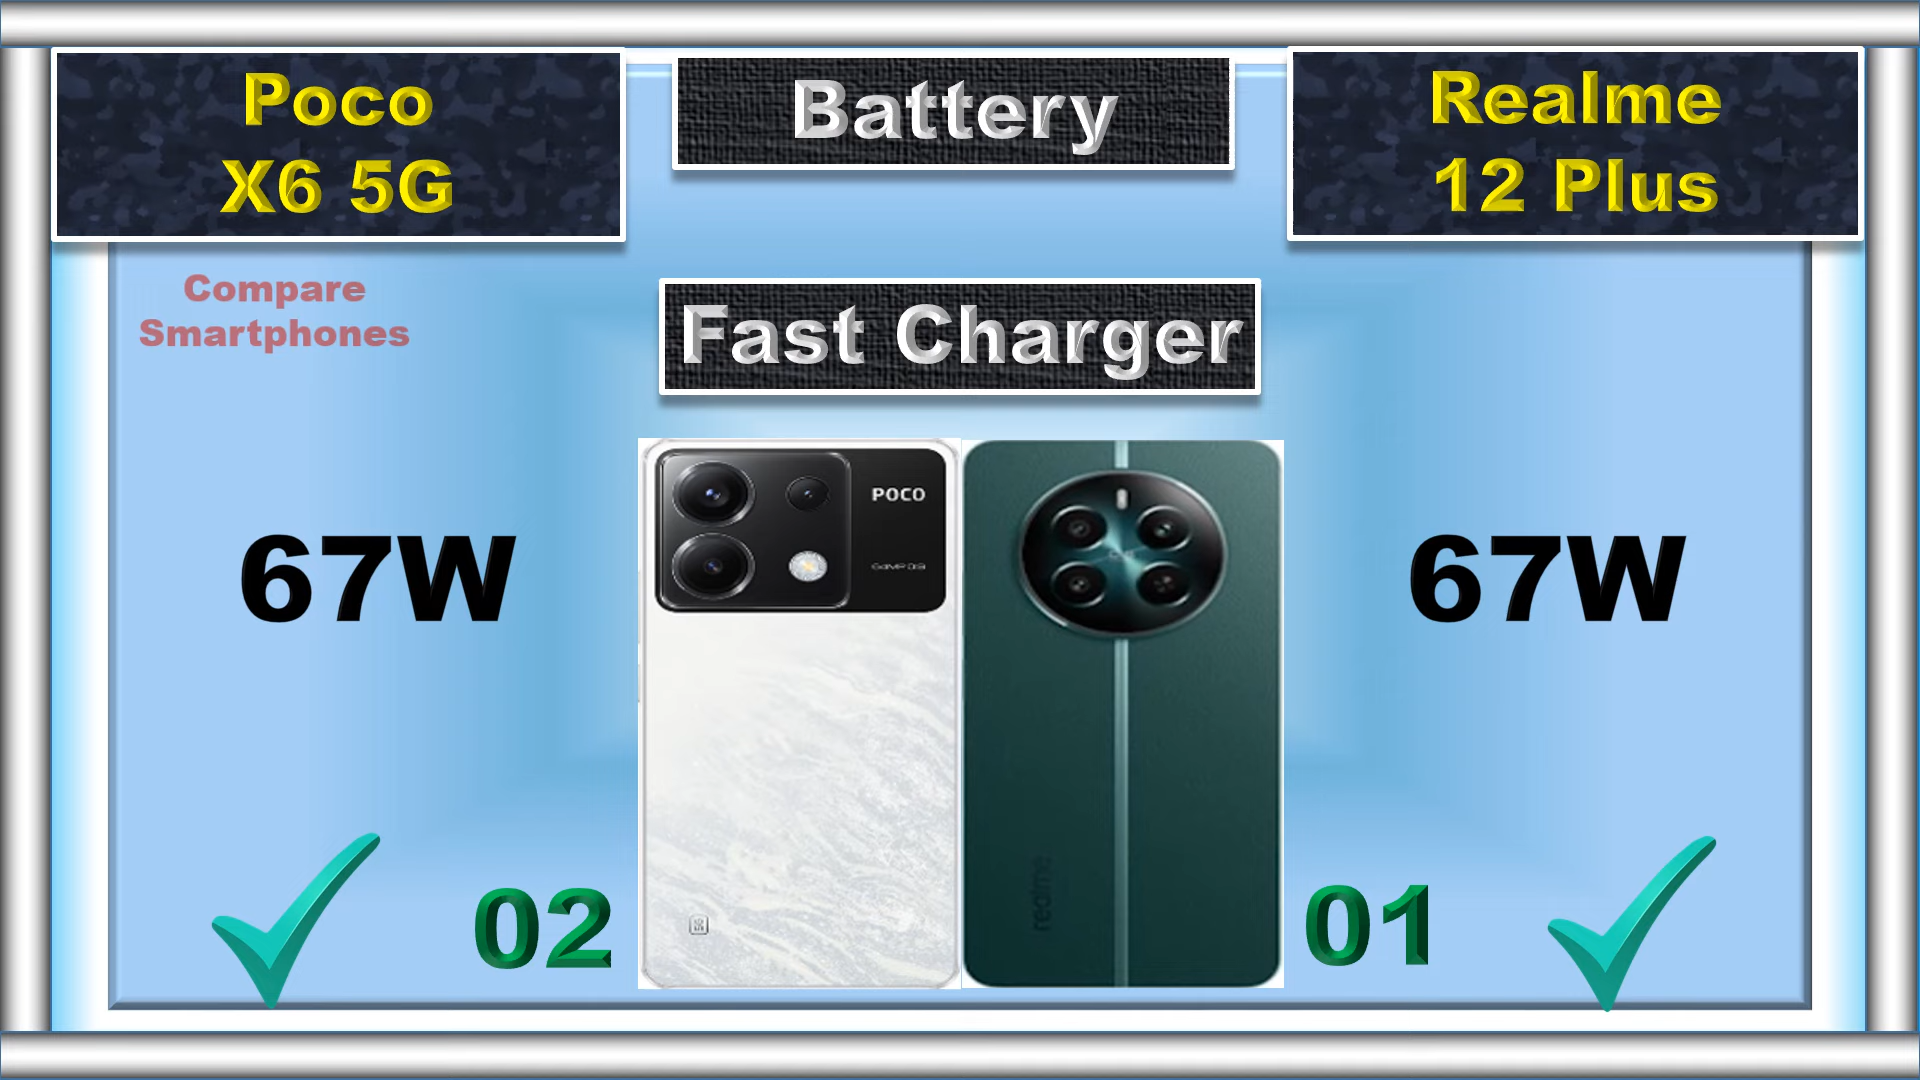 Poco
X6 5G
Battery
Realme
12 Plus
Compare
Smartphones
Fast Charger
67W
POCO
67W
realme
02
01